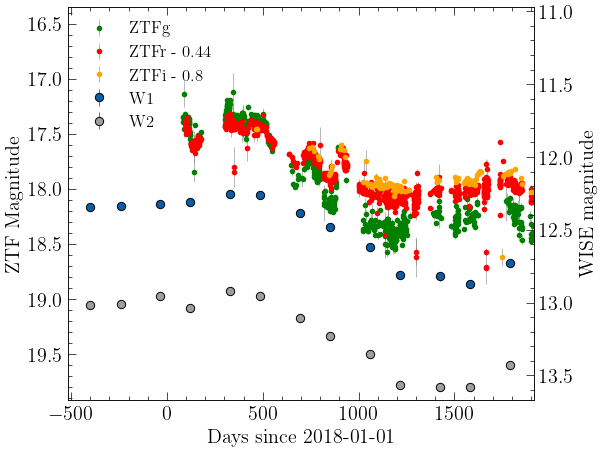 ZTFg
ZTFr - 0.44
ZTFi - 0.8
W1
W2
ZTF Magnitude
16.5
17.0
17.5
18.0
18.5
19.0
19.5
WISE magnitude
11.0
11.5
12.0
12.5
13.0
13.5
−500
0
500
1000
1500
Days since 2018-01-01